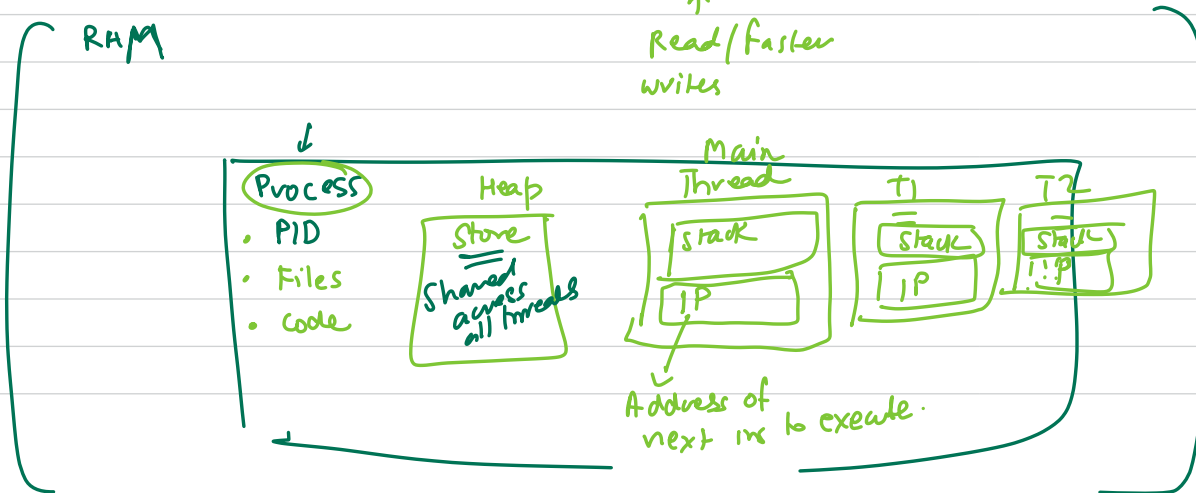 RAM
Read/Faster
writes
Process
• PID
• Files
• code
Heap
Store
Shared
across
all threads
Main
Thread
stack
IP
T1
stack
IP
T2
stack
IP
Address of
next ins to execute.